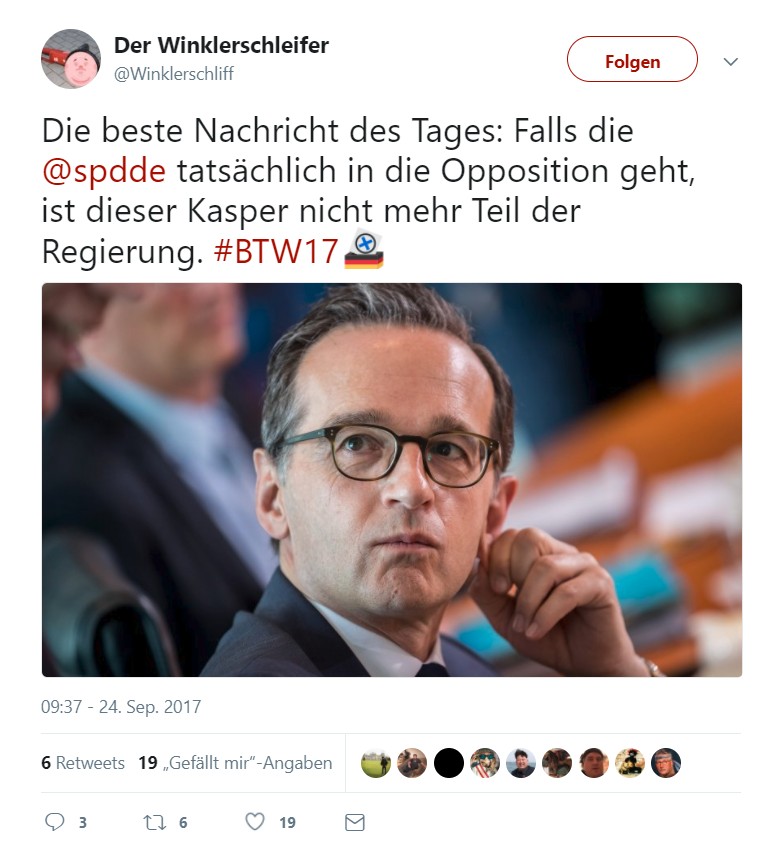 Der Winklerschleifer
@Winklerschliff
Folgen
Die beste Nachricht des Tages: Falls die
@spdde tatsächlich in die Opposition geht,
ist dieser Kasper nicht mehr Teil der
Regierung. #BTW17
09:37 - 24. Sep. 2017
6 Retweets 19 „Gefällt mir“-Angaben
3 6 19